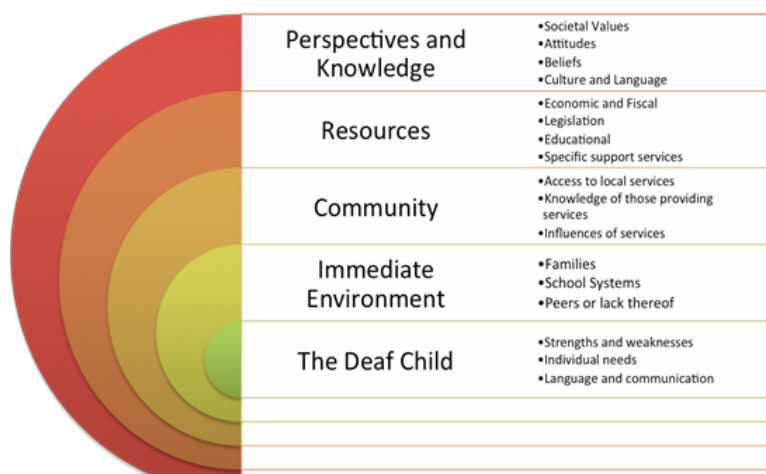 Perspectives and
Knowledge
•Societal Values
•Attitudes
•Beliefs
•Culture and Language
Resources
•Economic and Fiscal
•Legislation
•Educational
•Specific support services
Community
•Access to local services
•Knowledge of those providing
services
•Influences of services
Immediate
Environment
•Families
•School Systems
•Peers or lack thereof
The Deaf Child
•Strengths and weaknesses
•Individual needs
•Language and communication